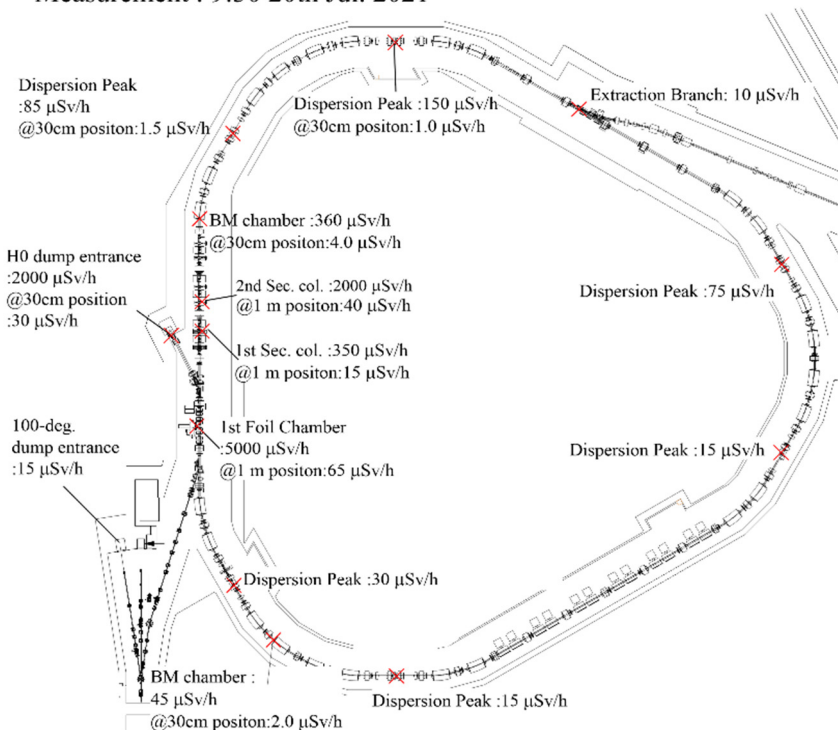 Measurement : 9:30 20th Jul. 2021
Dispersion Peak
:85 μSv/h
@30cm positon:1.5 μSv/h
Dispersion Peak :150 μSv/h
@30cm positon:1.0 μSv/h
Extraction Branch: 10 μSv/h
BM chamber :360 μSv/h
@30cm positon:4.0 μSv/h
H0 dump entrance
:2000 μSv/h
@30cm position
:30 μSv/h
2nd Sec. col. :2000 μSv/h
@1 m positon:40 μSv/h
Dispersion Peak :75 μSv/h
1st Sec. col. :350 μSv/h
@1 m positon:15 μSv/h
1st Foil Chamber
:5000 μSv/h
@1 m positon:65 μSv/h
100-deg.
dump entrance
:15 μSv/h
Dispersion Peak :15 μSv/h
Dispersion Peak :30 μSv/h
BM chamber :
45 μSv/h
@30cm positon:2.0 μSv/h
Dispersion Peak :15 μSv/h